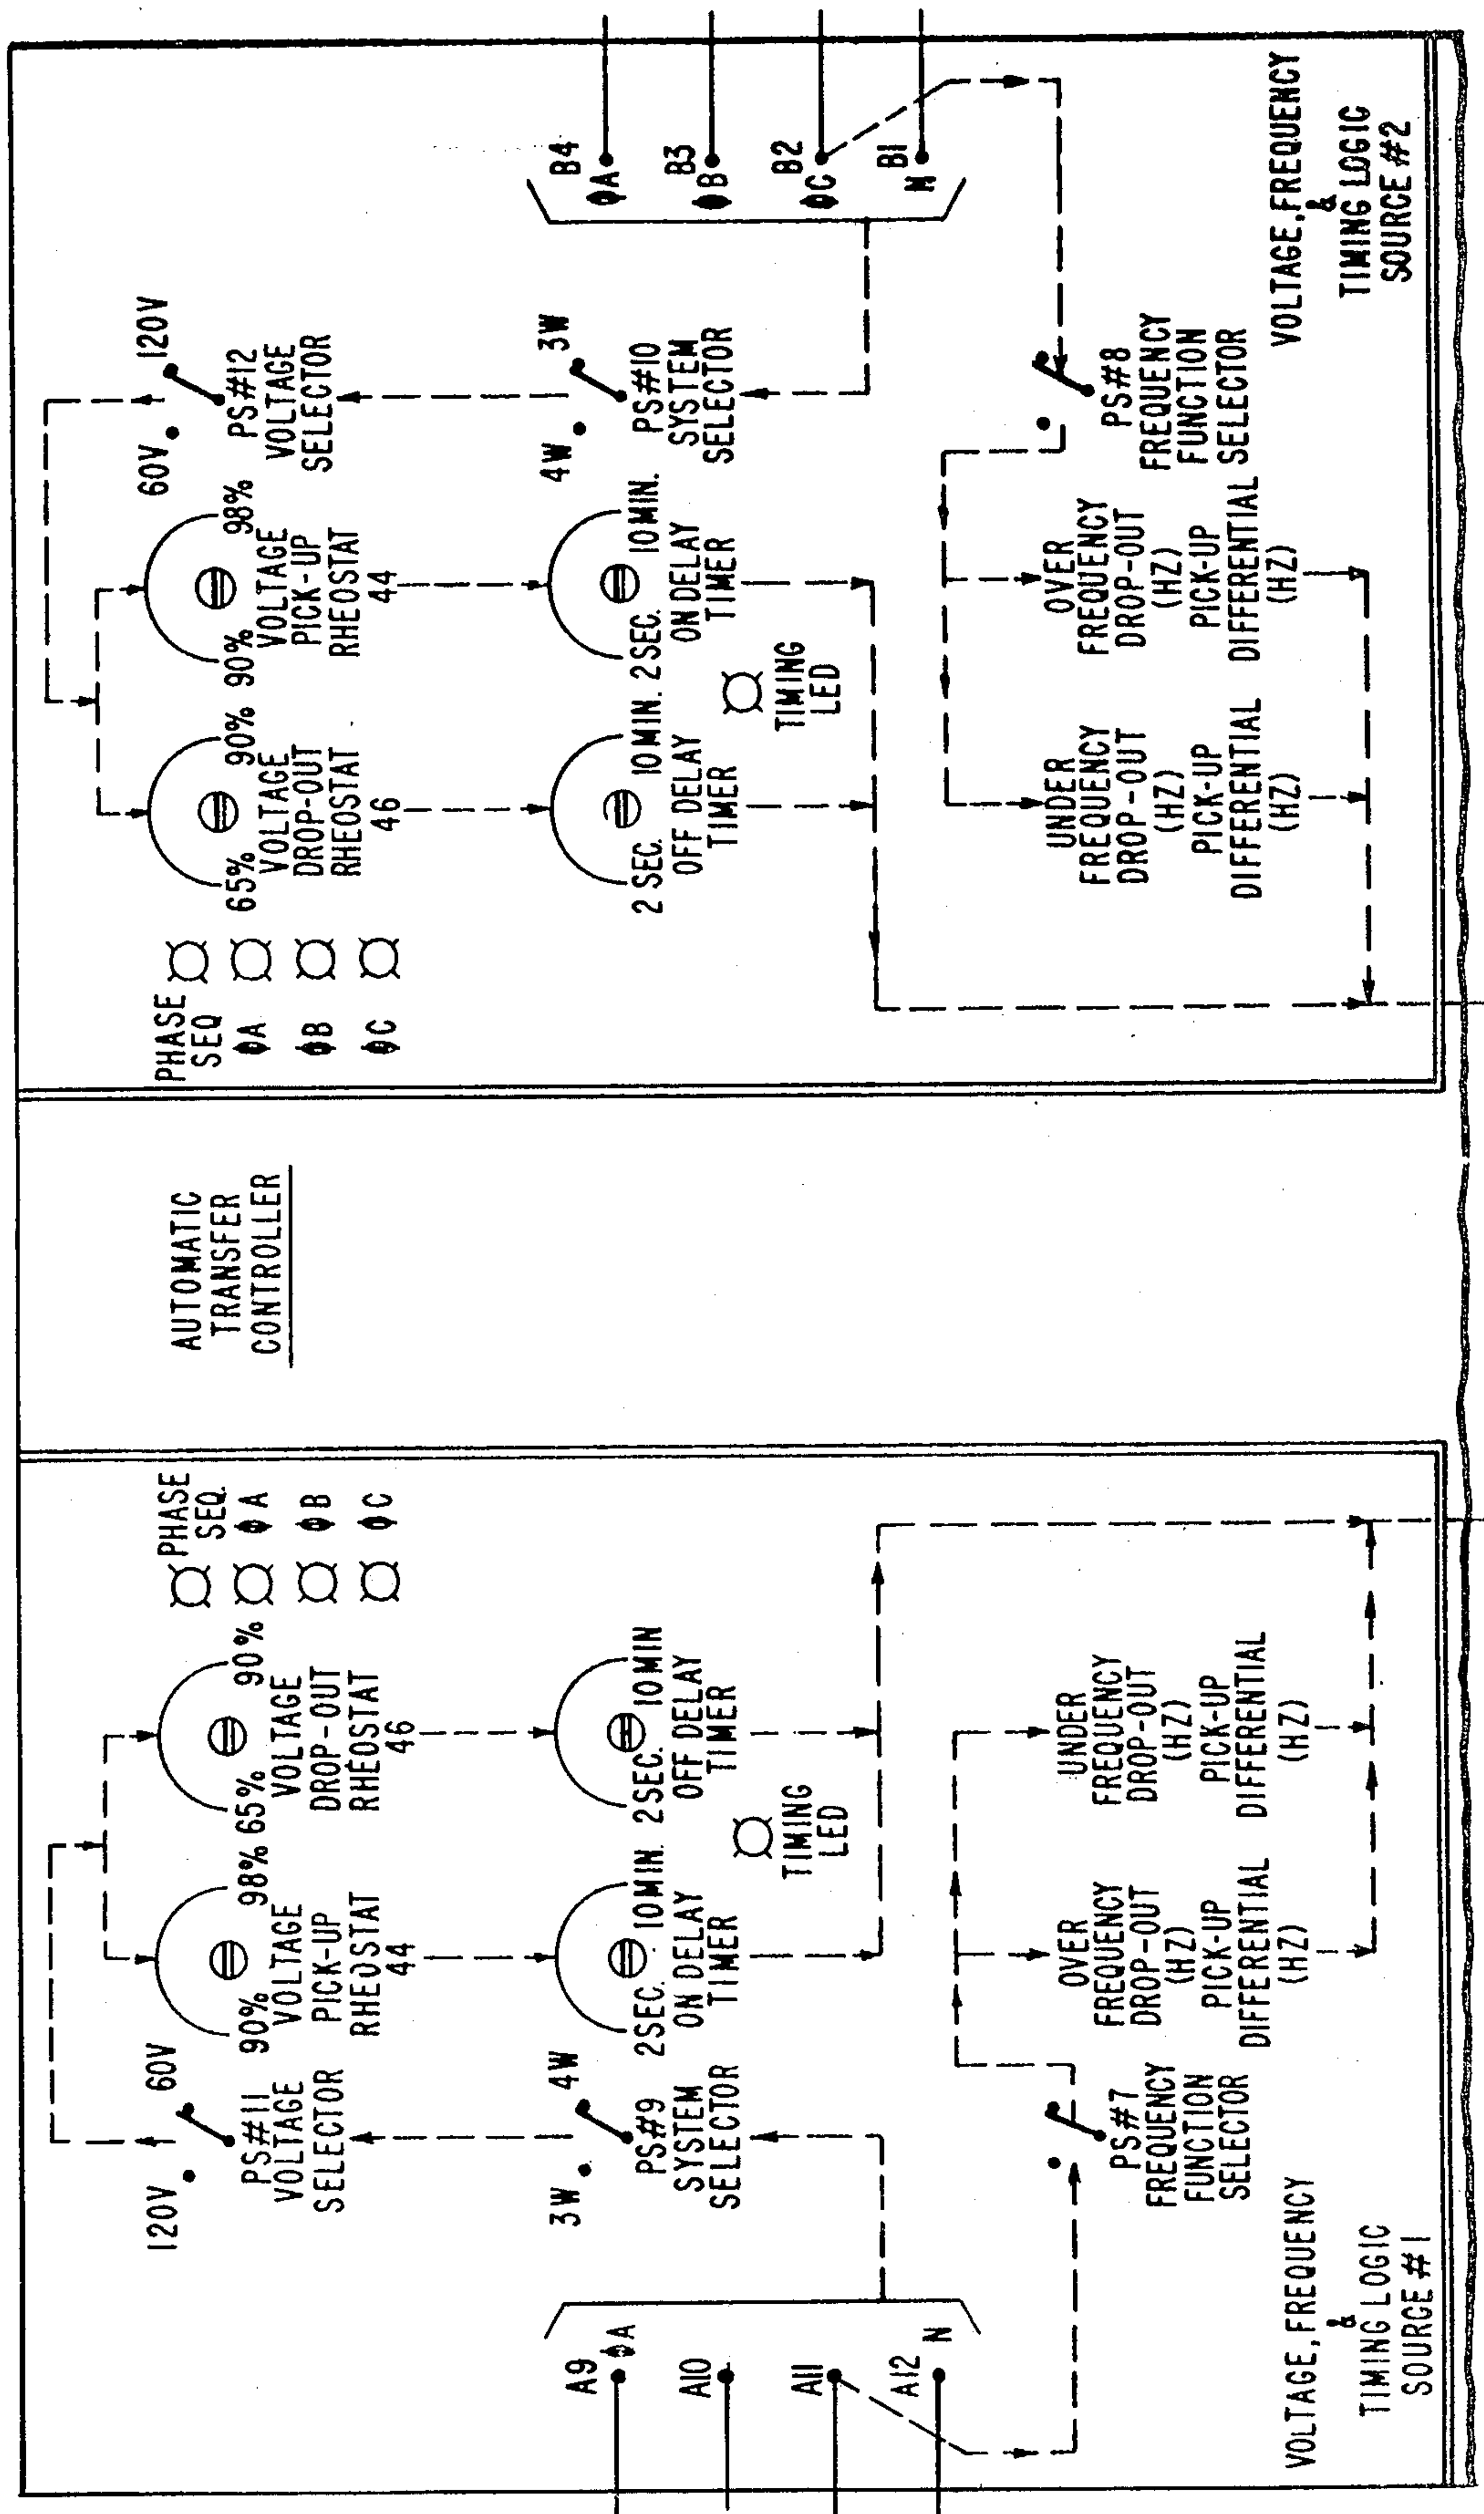 AUTOMATIC
TRANSFER
CONTROLLER
120V 60V
PS#11
VOLTAGE
SELECTOR
90% 98%
VOLTAGE
PICK-UP
RHEOSTAT
44
65% 90%
VOLTAGE
DROP-OUT
RHEOSTAT
46
PHASE
SEQ.
ΦA
ΦB
ΦC
3W 4W
PS#9
SYSTEM
SELECTOR
2SEC. 10MIN.
ON DELAY
TIMER
2SEC. 10MIN
OFF DELAY
TIMER
TIMING
LED
A9
ΦA
A10
A11
A12
N
PS#7
FREQUENCY
FUNCTION
SELECTOR
OVER
FREQUENCY
DROP-OUT
(HZ)
PICK-UP
DIFFERENTIAL
(HZ)
UNDER
FREQUENCY
DROP-OUT
(HZ)
PICK-UP
DIFFERENTIAL
(HZ)
VOLTAGE, FREQUENCY
&
TIMING LOGIC
SOURCE #1
PHASE
SEQ
ΦA
ΦB
ΦC
65% 90%
VOLTAGE
DROP-OUT
RHEOSTAT
46
90% 98%
VOLTAGE
PICK-UP
RHEOSTAT
44
60V 120V
PS#12
VOLTAGE
SELECTOR
2SEC. 10MIN.
OFF DELAY
TIMER
2SEC. 10MIN.
ON DELAY
TIMER
TIMING
LED
4W 3W
PS#10
SYSTEM
SELECTOR
B4
ΦA
B3
ΦB
B2
ΦC
B1
N
UNDER
FREQUENCY
DROP-OUT
(HZ)
PICK-UP
DIFFERENTIAL
(HZ)
OVER
FREQUENCY
DROP-OUT
(HZ)
PICK-UP
DIFFERENTIAL
(HZ)
PS#8
FREQUENCY
FUNCTION
SELECTOR
VOLTAGE, FREQUENCY
&
TIMING LOGIC
SOURCE #2